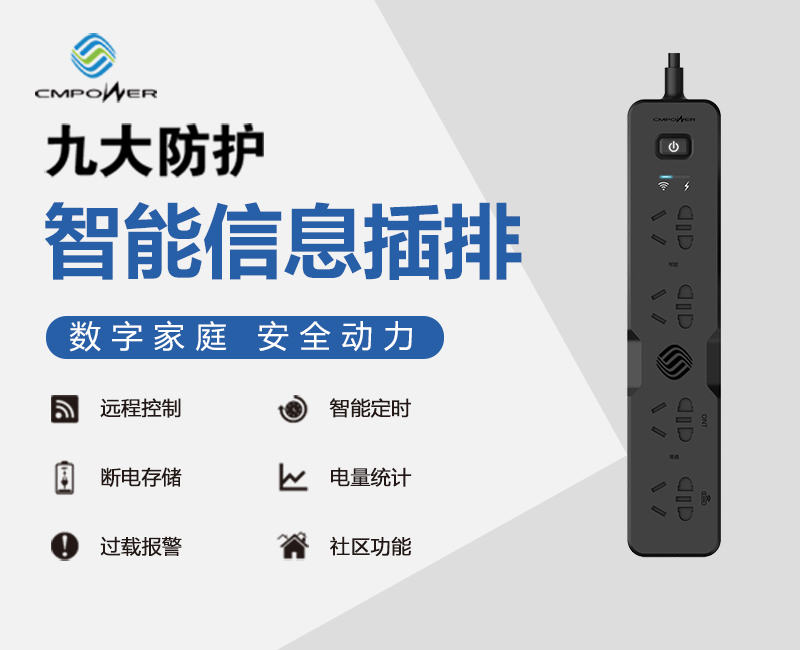 CMPOWER
九大防护
智能信息插排
数字家庭 安全动力
远程控制
智能定时
断电存储
电量统计
过载报警
社区功能
CMPOWER
ONT